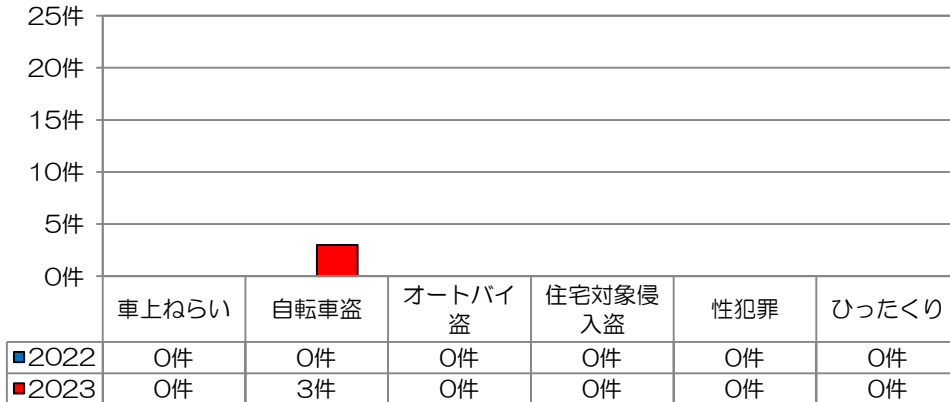 25件
20件
15件
10件
5件
0件
車上ねらい 自転車盗 オートバイ盗 住宅対象侵入盗 性犯罪 ひったくり
2022 0件 0件 0件 0件 0件 0件
2023 0件 3件 0件 0件 0件 0件